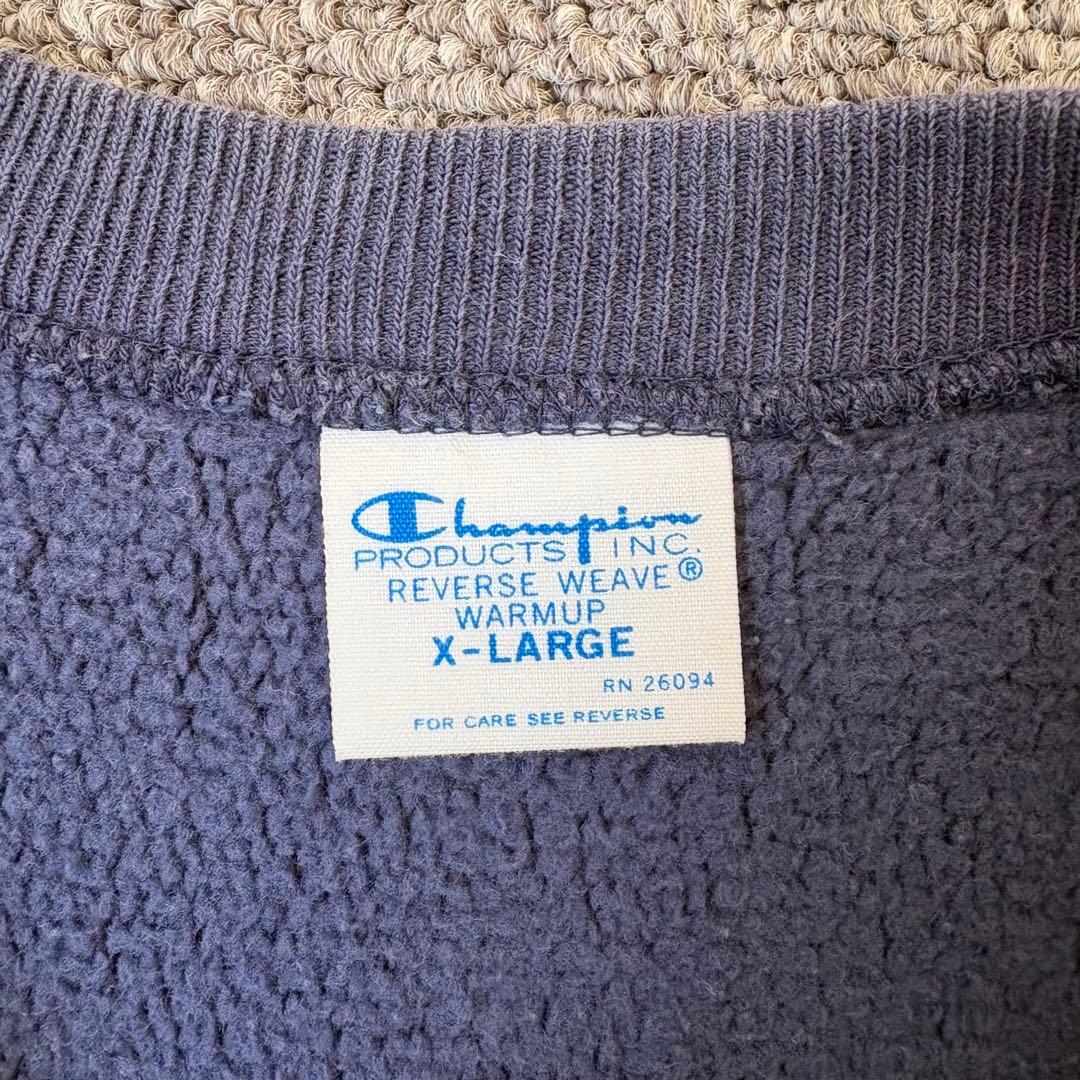 Champion
PRODUCTS INC.
REVERSE WEAVE®
WARMUP
X-LARGE
RN 26094
FOR CARE SEE REVERSE